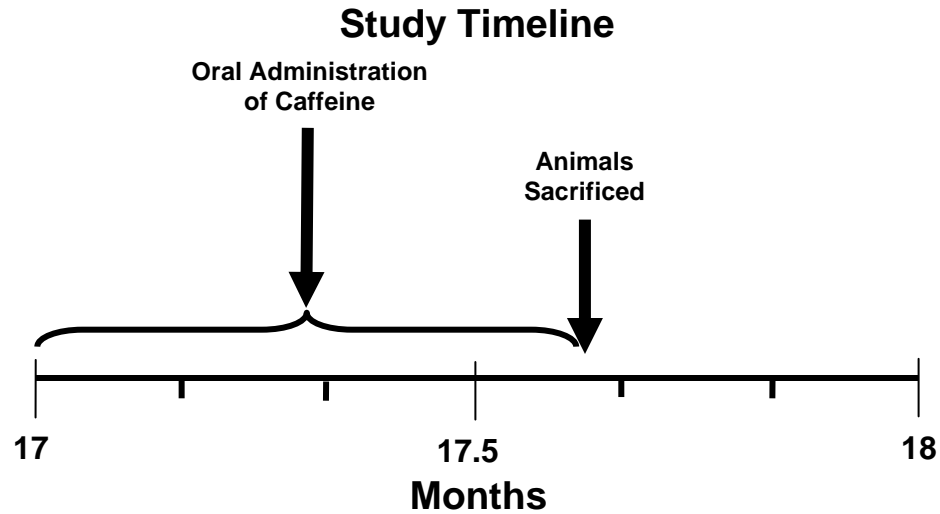 Study Timeline
Oral Administration
of Caffeine
Animals
Sacrificed
17
17.5
18
Months